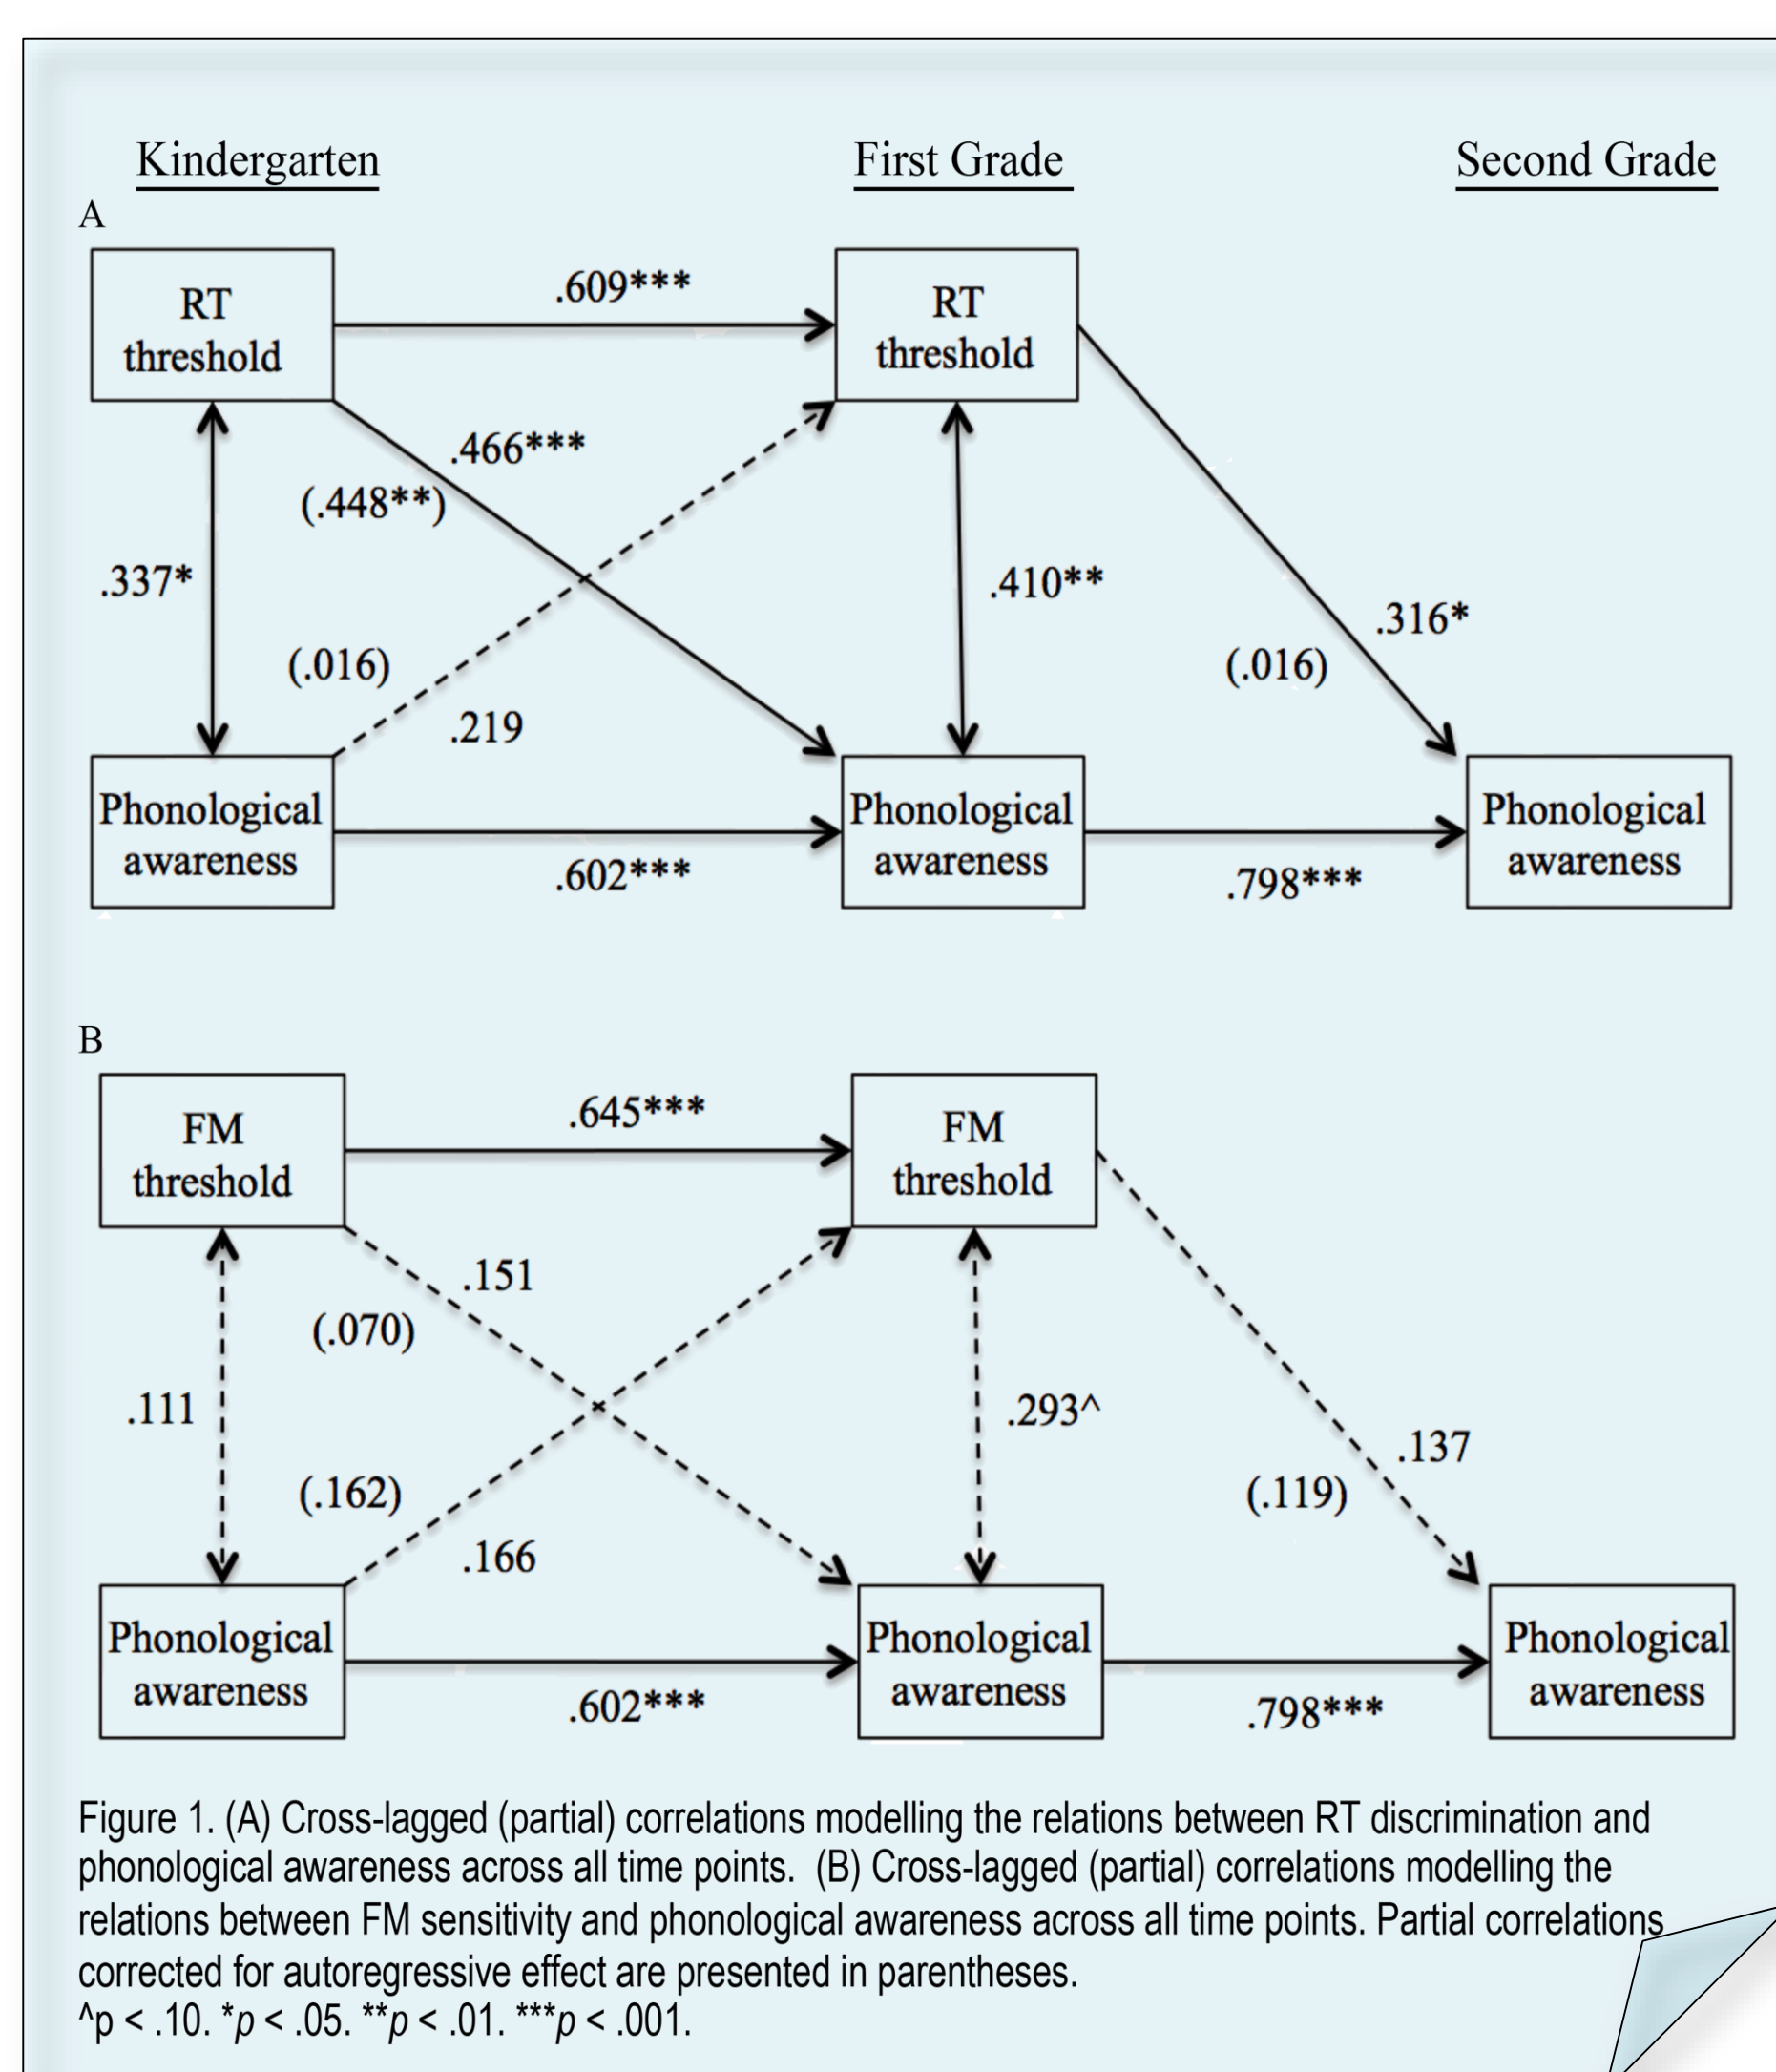 Kindergarten First Grade Second Grade
A
RT
threshold
.609***
RT
threshold
.466***
(.448**)
.337*
.410**
.316*
(.016)
(.016)
.219
Phonological
awareness
.602***
Phonological
awareness
.798***
Phonological
awareness
B
FM
threshold
.645***
FM
threshold
.151
(.070)
.111
.293^
.137
(.162)
(.119)
.166
Phonological
awareness
.602***
Phonological
awareness
.798***
Phonological
awareness
Figure 1. (A) Cross-lagged (partial) correlations modelling the relations between RT discrimination and
phonological awareness across all time points. (B) Cross-lagged (partial) correlations modelling the
relations between FM sensitivity and phonological awareness across all time points. Partial correlations
corrected for autoregressive effect are presented in parentheses.
^p < .10. *p < .05. **p < .01. ***p < .001.